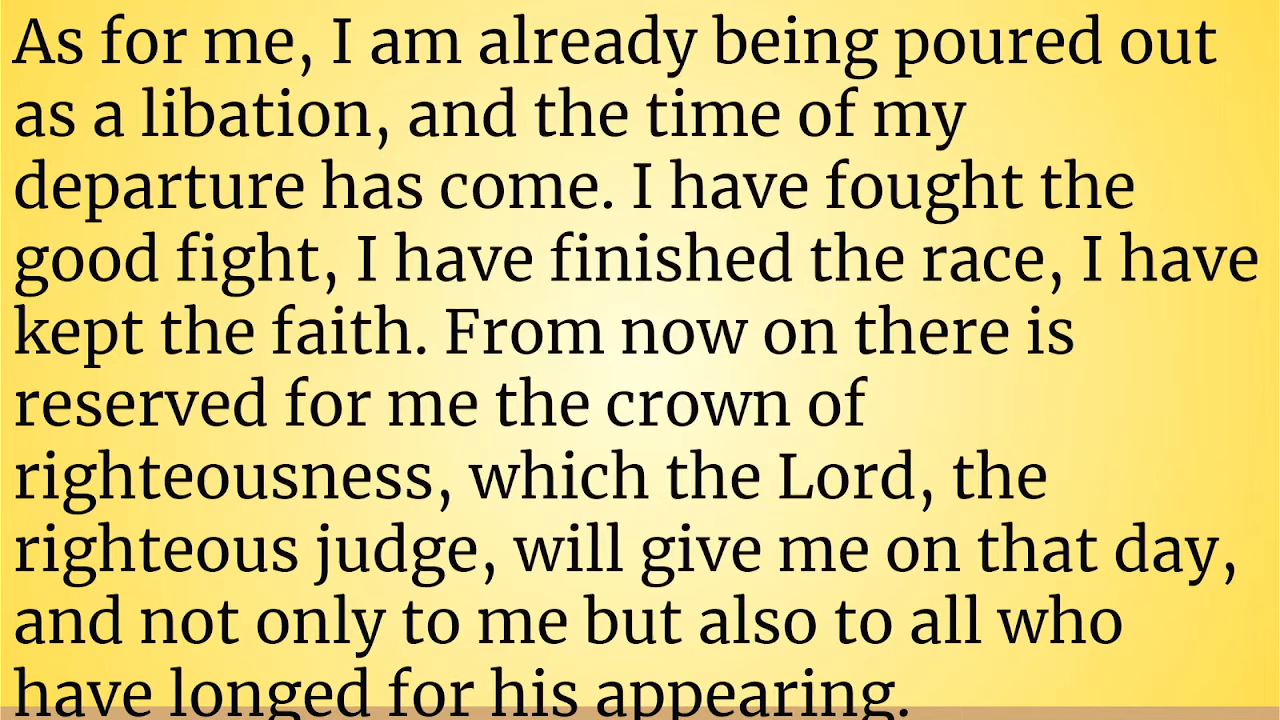 As for me, I am already being poured out
as a libation, and the time of my
departure has come. I have fought the
good fight, I have finished the race, I have
kept the faith. From now on there is
reserved for me the crown of
righteousness, which the Lord, the
righteous judge, will give me on that day,
and not only to me but also to all who
have longed for his appearing.